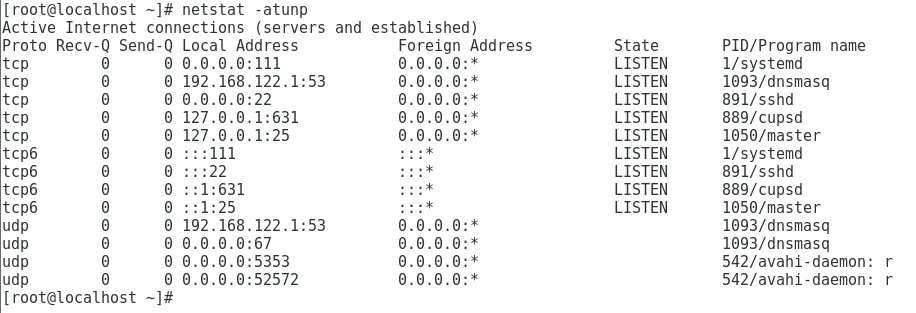 [root@localhost ~]# netstat -atunp
Active Internet connections (servers and established)
Proto Recv-Q Send-Q Local Address           Foreign Address         State       PID/Program name
tcp        0      0 0.0.0.0:111             0.0.0.0:*               LISTEN      1/systemd
tcp        0      0 192.168.122.1:53        0.0.0.0:*               LISTEN      1093/dnsmasq
tcp        0      0 0.0.0.0:22              0.0.0.0:*               LISTEN      891/sshd
tcp        0      0 127.0.0.1:631           0.0.0.0:*               LISTEN      889/cupsd
tcp        0      0 127.0.0.1:25            0.0.0.0:*               LISTEN      1050/master
tcp6       0      0 :::111                  :::*                    LISTEN      1/systemd
tcp6       0      0 :::22                   :::*                    LISTEN      891/sshd
tcp6       0      0 ::1:631                 :::*                    LISTEN      889/cupsd
tcp6       0      0 ::1:25                  :::*                    LISTEN      1050/master
udp        0      0 192.168.122.1:53        0.0.0.0:*                           1093/dnsmasq
udp        0      0 0.0.0.0:67              0.0.0.0:*                           1093/dnsmasq
udp        0      0 0.0.0.0:5353            0.0.0.0:*                           542/avahi-daemon: r
udp        0      0 0.0.0.0:52572           0.0.0.0:*                           542/avahi-daemon: r
[root@localhost ~]#